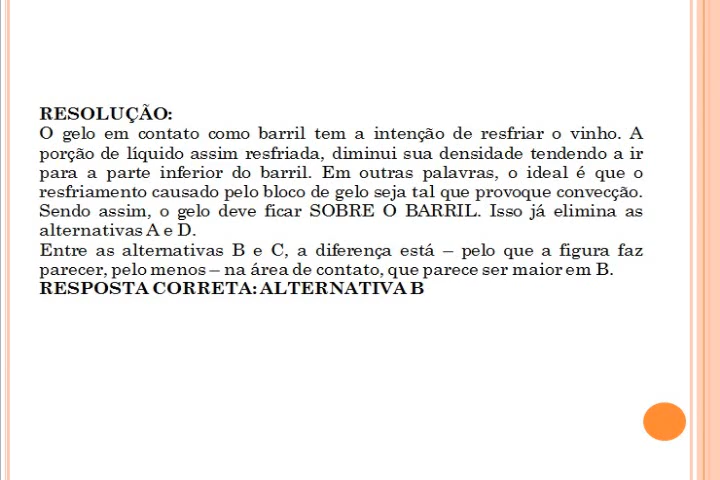 RESOLUÇÃO:
O gelo em contato como barril tem a intenção de resfriar o vinho. A
porção de líquido assim resfriada, diminui sua densidade tendendo a ir
para a parte inferior do barril. Em outras palavras, o ideal é que o
resfriamento causado pelo bloco de gelo seja tal que provoque convecção.
Sendo assim, o gelo deve ficar SOBRE O BARRIL. Isso já elimina as
alternativas A e D.
Entre as alternativas B e C, a diferença está – pelo que a figura faz
parecer, pelo menos – na área de contato, que parece ser maior em B.
RESPOSTA CORRETA: ALTERNATIVA B